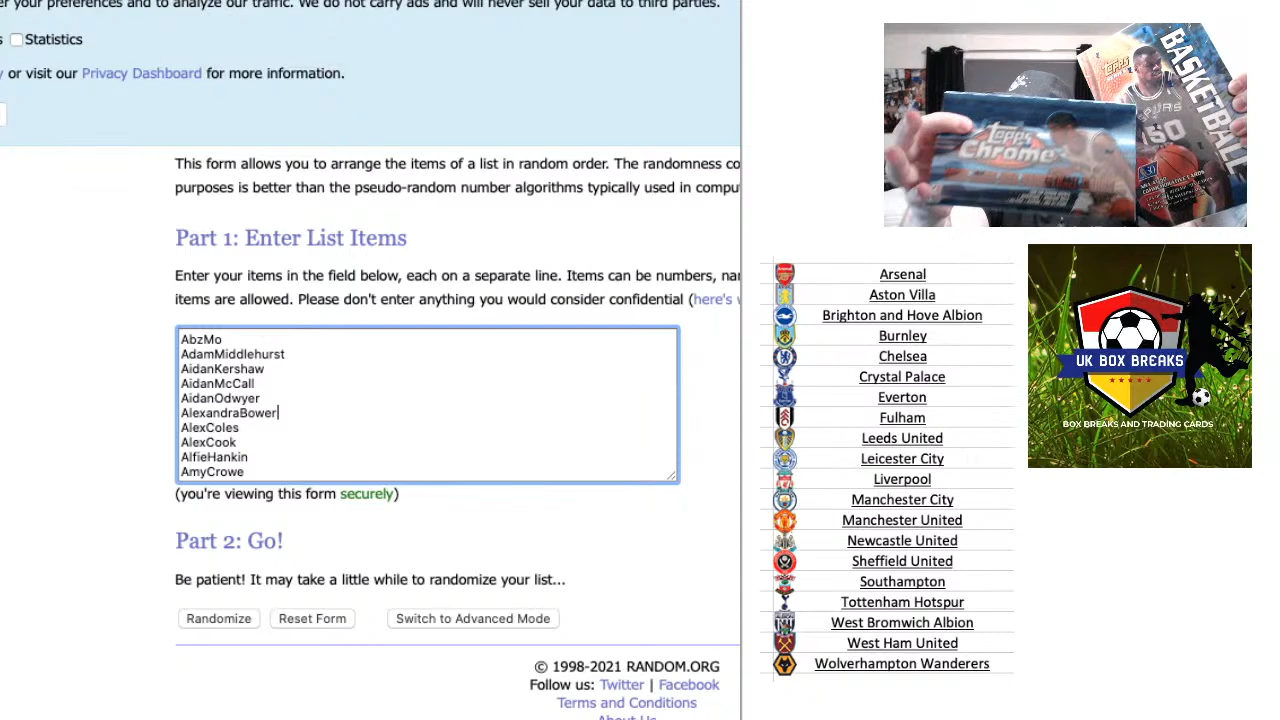 er your preferences and to analyze our traffic. We do not carry ads and will never sell your data to third parties.
s Statistics
y or visit our Privacy Dashboard for more information.
This form allows you to arrange the items of a list in random order. The randomness co
purposes is better than the pseudo-random number algorithms typically used in compu
Part 1: Enter List Items
Enter your items in the field below, each on a separate line. Items can be numbers, nar
items are allowed. Please don't enter anything you would consider confidential (here's w
AbzMo
AdamMiddlehurst
AidanKershaw
AidanMcCall
AidanOdwyer
AlexandraBower
AlexColes
AlexCook
AlfieHankin
AmyCrowe
(you're viewing this form securely)
Part 2: Go!
Be patient! It may take a little while to randomize your list...
Randomize Reset Form Switch to Advanced Mode
© 1998-2021 RANDOM.ORG
Follow us: Twitter | Facebook
Terms and Conditions
About Us
BASKETBALL
Topps
SPURS
50
Topps
Chrome
Arsenal
Aston Villa
Brighton and Hove Albion
Burnley
Chelsea
Crystal Palace
Everton
Fulham
Leeds United
Leicester City
Liverpool
Manchester City
Manchester United
Newcastle United
Sheffield United
Southampton
Tottenham Hotspur
West Bromwich Albion
West Ham United
Wolverhampton Wanderers
UK BOX BREAKS
BOX BREAKS AND TRADING CARDS